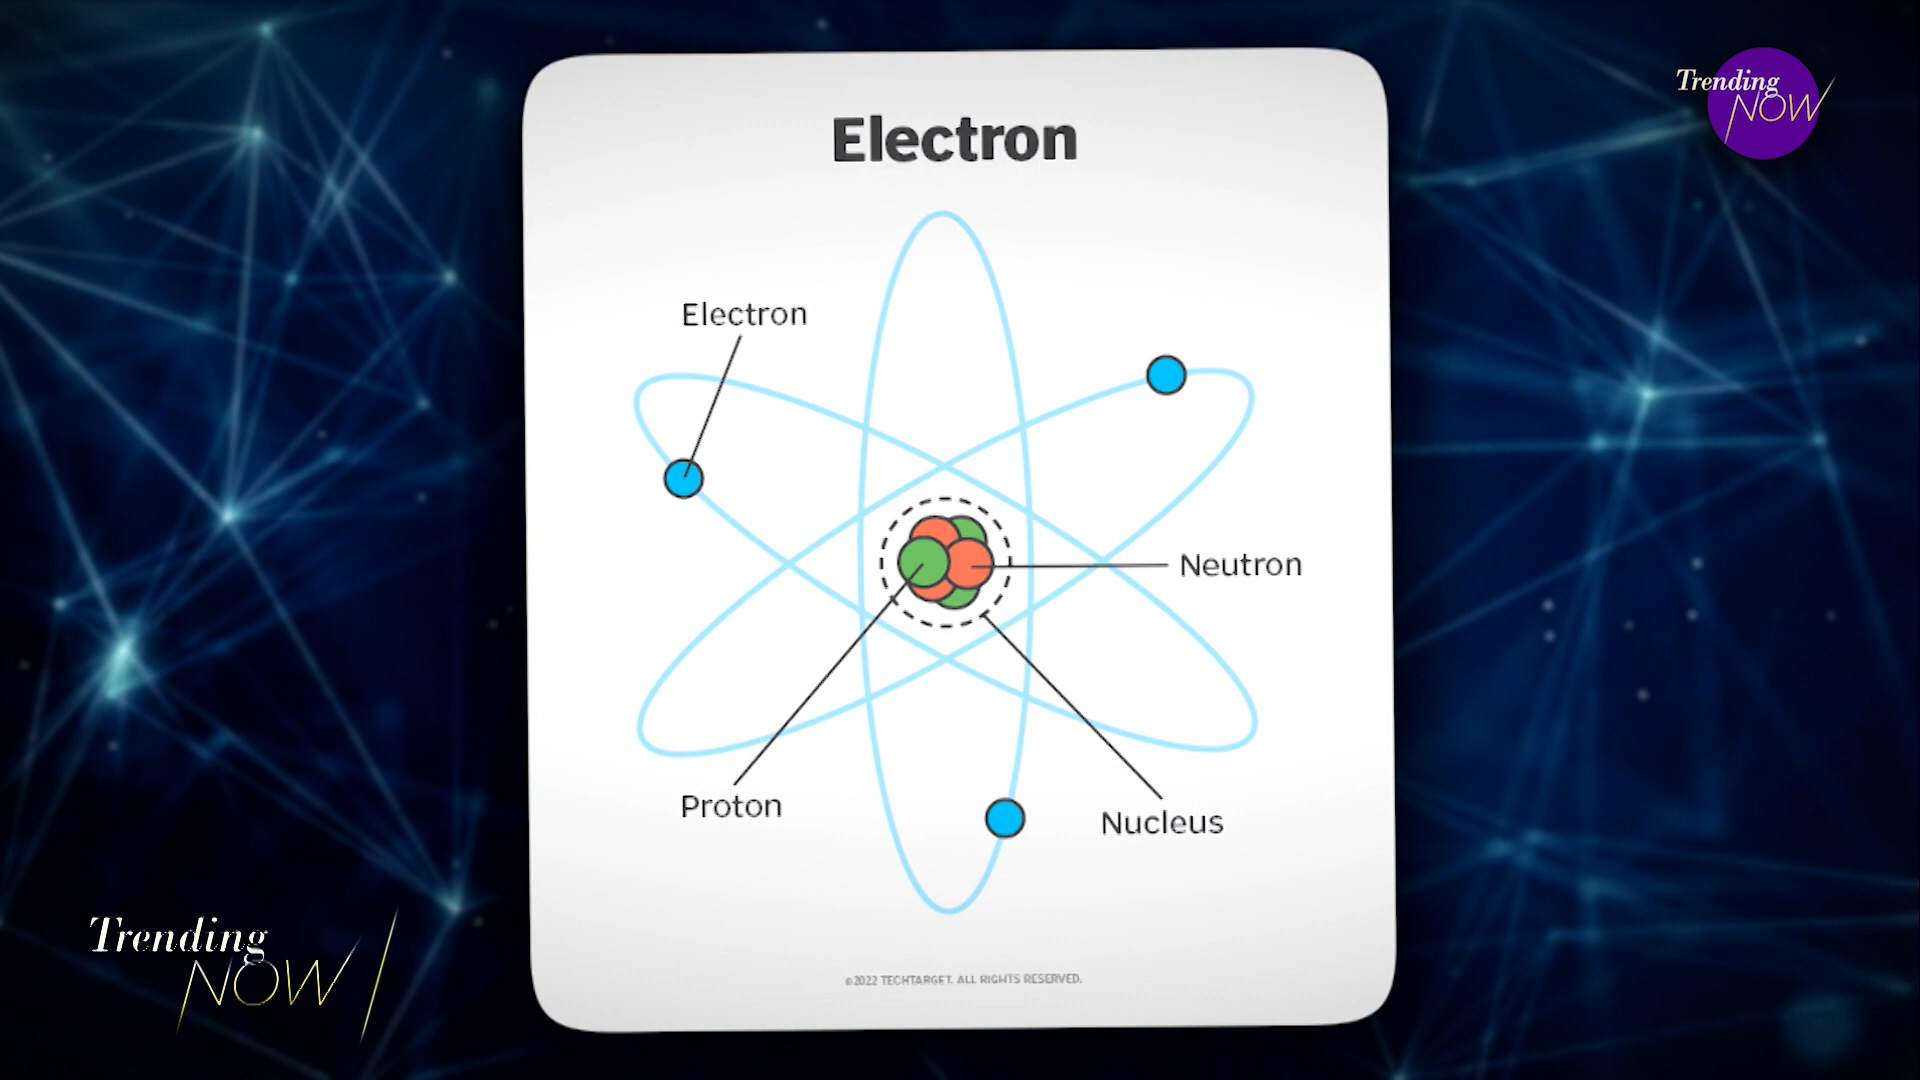 Trending
NOW
Electron
Electron
Neutron
Proton
Nucleus
©2022 TECHTARGET. ALL RIGHTS RESERVED.
Trending
NOW